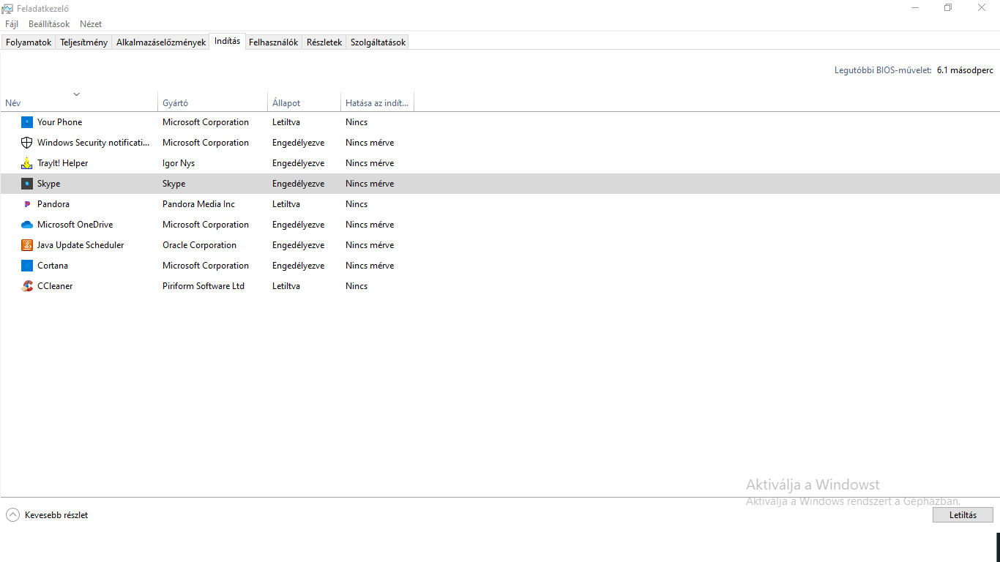 Feladatkezelő
Fájl Beállítások Nézet
Folyamatok Teljesítmény Alkalmazáselőzmények Indítás Felhasználók Részletek Szolgáltatások
Legutóbbi BIOS-művelet: 6.1 másodperc
Név Gyártó Állapot Hatása az indít...
Your Phone Microsoft Corporation Letiltva Nincs
Windows Security notificati... Microsoft Corporation Engedélyezve Nincs mérve
TrayIt! Helper Igor Nys Engedélyezve Nincs mérve
Skype Skype Engedélyezve Nincs mérve
Pandora Pandora Media Inc Letiltva Nincs
Microsoft OneDrive Microsoft Corporation Engedélyezve Nincs mérve
Java Update Scheduler Oracle Corporation Engedélyezve Nincs mérve
Cortana Microsoft Corporation Engedélyezve Nincs mérve
CCleaner Piriform Software Ltd Letiltva Nincs
Aktiválja a Windowst
Aktiválja a Windows rendszert a Gépházban.
Kevesebb részlet Letiltás